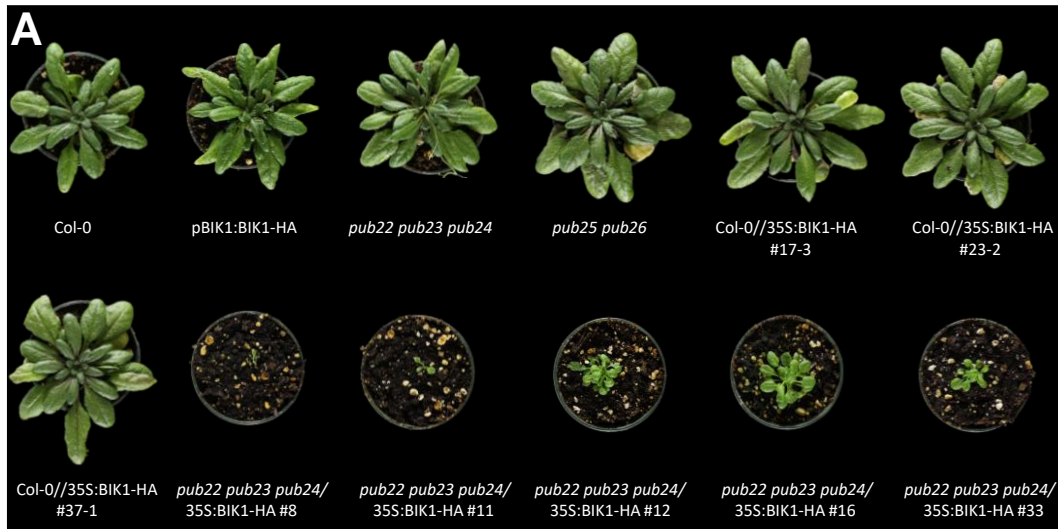 A
Col-0
pBIK1:BIK1-HA
pub22 pub23 pub24
pub25 pub26
Col-0//35S:BIK1-HA
#17-3
Col-0//35S:BIK1-HA
#23-2
Col-0//35S:BIK1-HA
#37-1
pub22 pub23 pub24/
35S:BIK1-HA #8
pub22 pub23 pub24/
35S:BIK1-HA #11
pub22 pub23 pub24/
35S:BIK1-HA #12
pub22 pub23 pub24/
35S:BIK1-HA #16
pub22 pub23 pub24/
35S:BIK1-HA #33